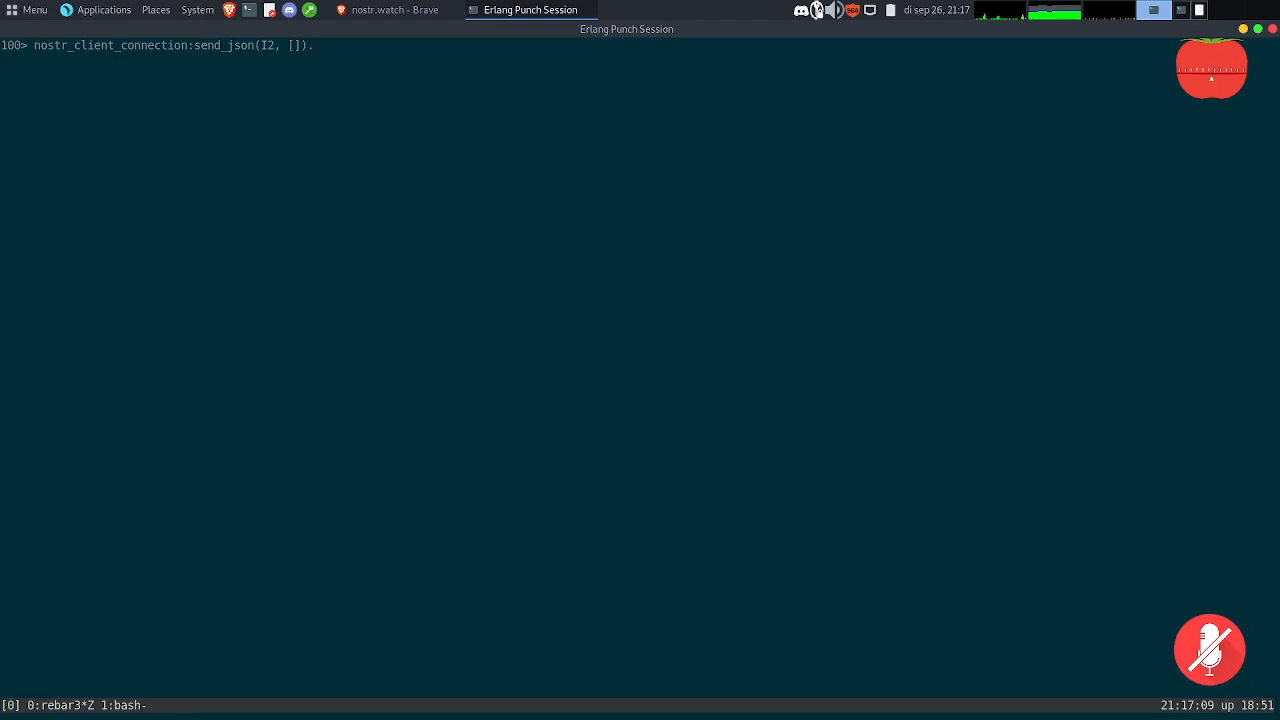 Menu Applications Places System nostr.watch - Brave Erlang Punch Session 968 di sep 26, 21:17
Erlang Punch Session
100> nostr_client_connection:send_json(I2, []).
[0] 0:rebar3*Z 1:bash- 21:17:09 up 18:51